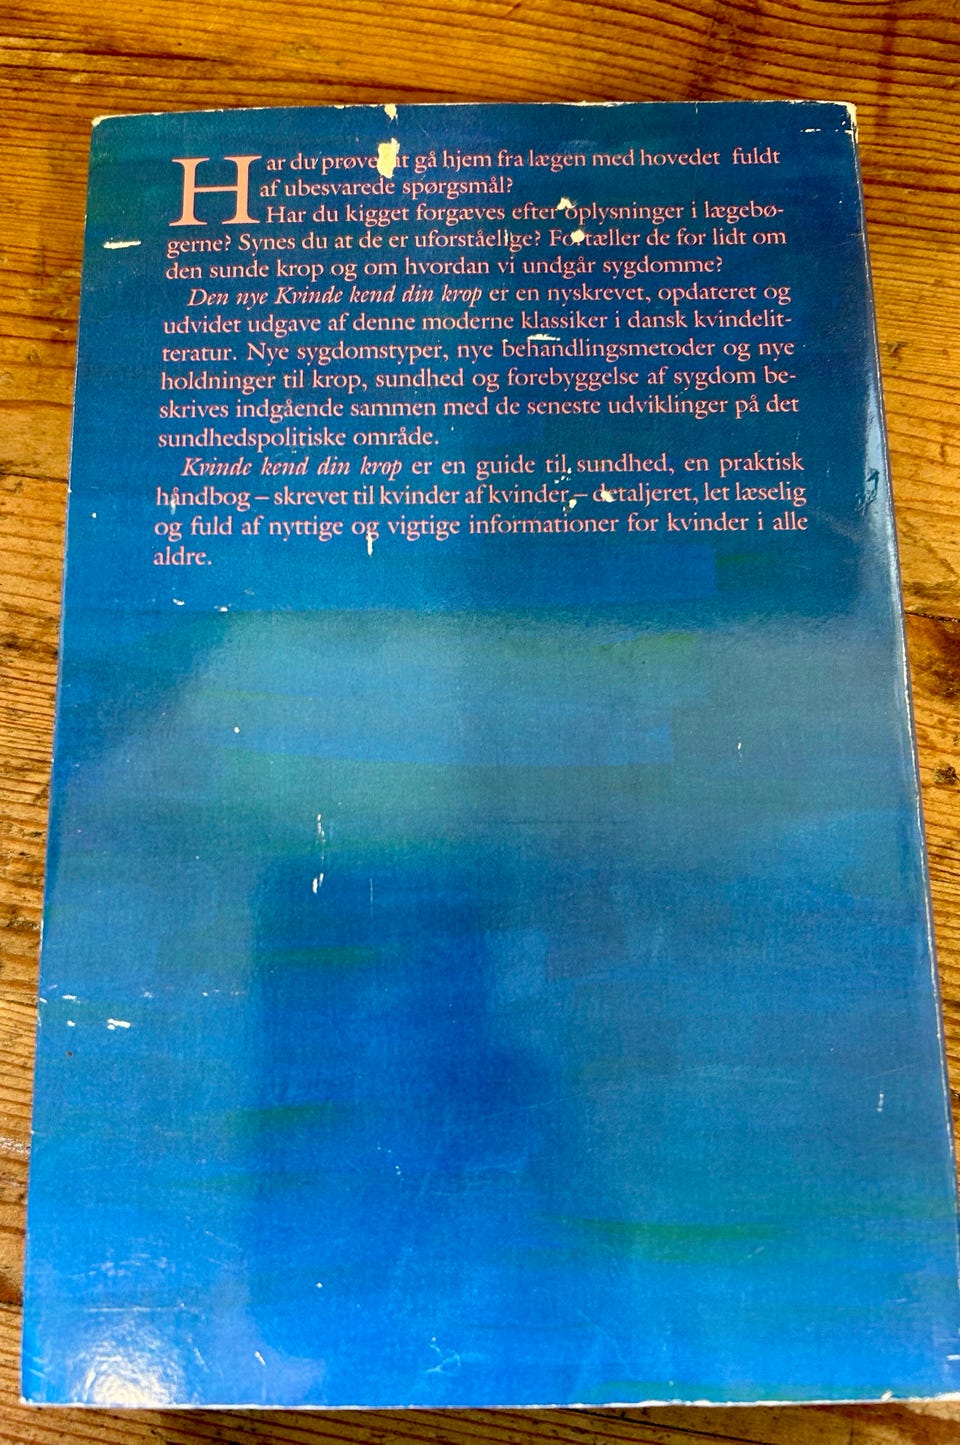 Har du prøvet at gå hjem fra lægen med hovedet fuldt
af ubesvarede spørgsmål?
Har du kigget forgæves efter oplysninger i lægebø-
gerne? Synes du at de er uforståelige? Fortæller de for lidt om
den sunde krop og om hvordan vi undgår sygdomme?
Den nye Kvinde kend din krop er en nyskrevet, opdateret og
udvidet udgave af denne moderne klassiker i dansk kvindelit-
teratur. Nye sygdomstyper, nye behandlingsmetoder og nye
holdninger til krop, sundhed og forebyggelse af sygdom be-
skrives indgående sammen med de seneste udviklinger på det
sundhedspolitiske område.
Kvinde kend din krop er en guide til sundhed, en praktisk
håndbog – skrevet til kvinder af kvinder – detaljeret, let læselig
og fuld af nyttige og vigtige informationer for kvinder i alle
aldre.